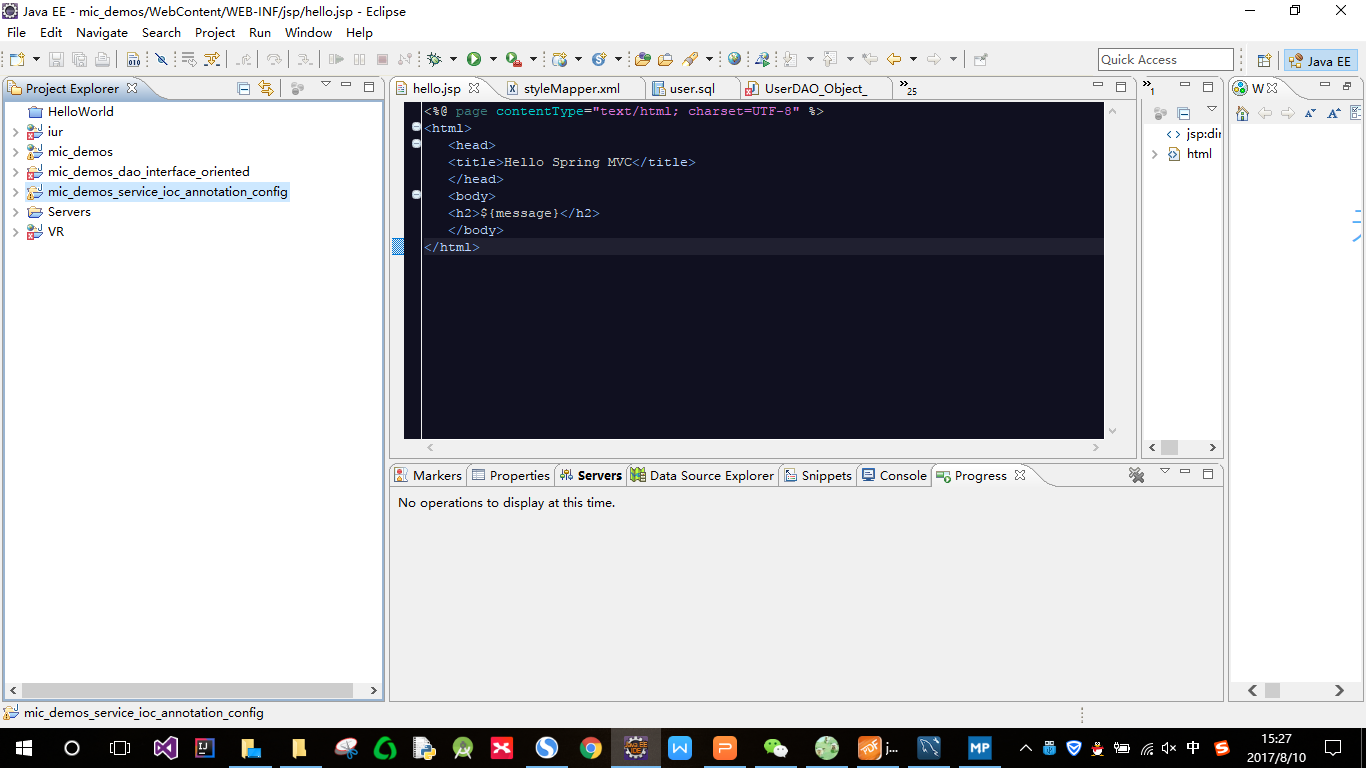 Java EE - mic_demos/WebContent/WEB-INF/jsp/hello.jsp - Eclipse
File Edit Navigate Search Project Run Window Help
Quick Access
Java EE
Project Explorer
HelloWorld
iur
mic_demos
mic_demos_dao_interface_oriented
mic_demos_service_ioc_annotation_config
Servers
VR
hello.jsp styleMapper.xml user.sql UserDAO_Object_ »25
<%@ page contentType="text/html; charset=UTF-8" %>
<html>
<head>
<title>Hello Spring MVC</title>
</head>
<body>
<h2>${message}</h2>
</body>
</html>
»1
jsp:dir
html
W
Markers Properties Servers Data Source Explorer Snippets Console Progress
No operations to display at this time.
mic_demos_service_ioc_annotation_config
j...
MP
中
15:27
2017/8/10